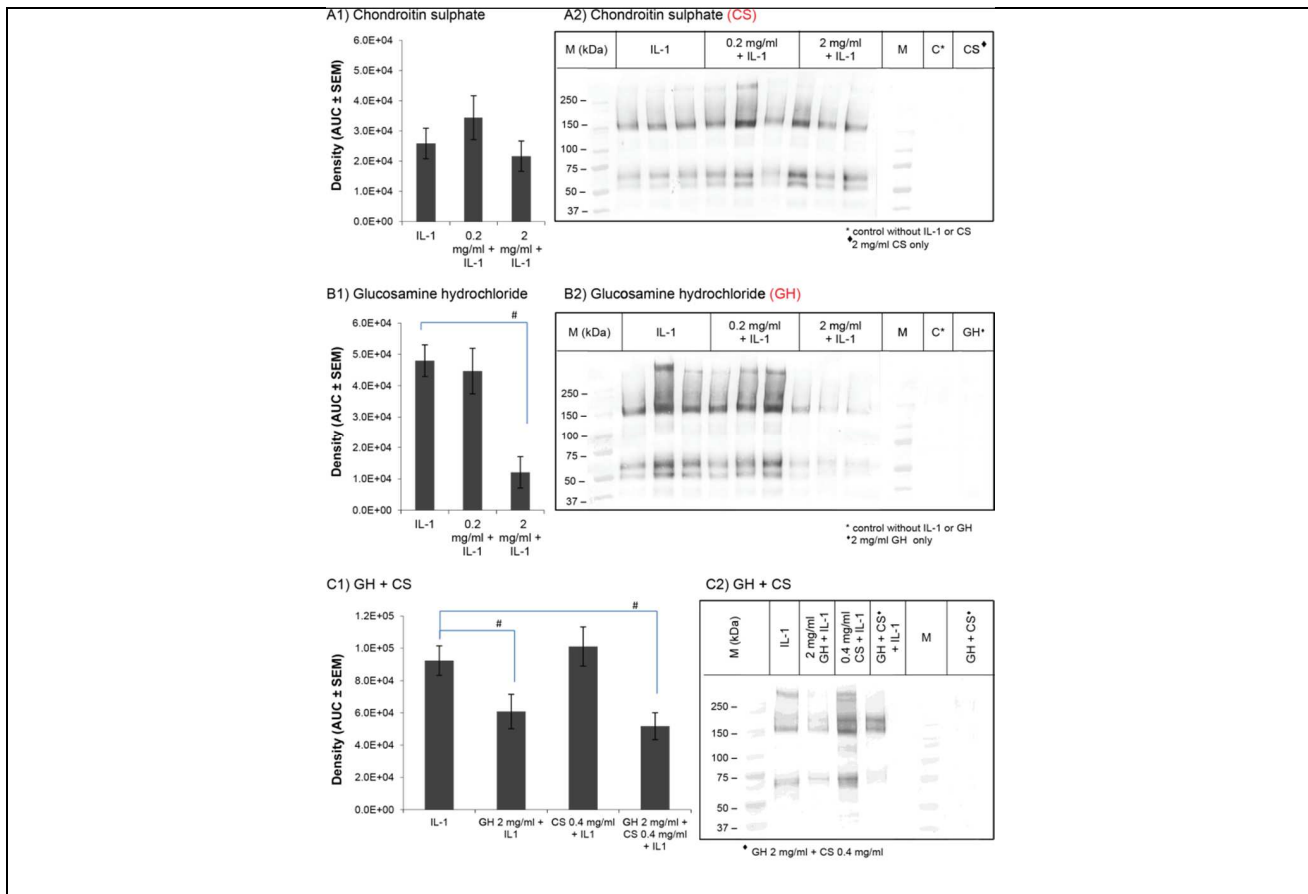 A1) Chondroitin sulphate
Density (AUC ± SEM)
6.0E+04
5.0E+04
4.0E+04
3.0E+04
2.0E+04
1.0E+04
0.0E+00
IL-1
0.2
mg/ml +
IL-1
2
mg/ml +
IL-1
A2) Chondroitin sulphate (CS)
M (kDa)
IL-1
0.2 mg/ml
+ IL-1
2 mg/ml
+ IL-1
M
C*
CS♦
250 –
150 –
100 –
75 –
50 –
37 –
* control without IL-1 or CS
♦2 mg/ml CS only
B1) Glucosamine hydrochloride
#
Density (AUC ± SEM)
6.0E+04
5.0E+04
4.0E+04
3.0E+04
2.0E+04
1.0E+04
0.0E+00
IL-1
0.2
mg/ml +
IL-1
2
mg/ml +
IL-1
B2) Glucosamine hydrochloride (GH)
M (kDa)
IL-1
0.2 mg/ml
+ IL-1
2 mg/ml
+ IL-1
M
C*
GH♦
250 –
150 –
100 –
75 –
50 –
37 –
* control without IL-1 or GH
♦2 mg/ml GH only
C1) GH + CS
#
#
Density (AUC ± SEM)
1.2E+05
1.0E+05
8.0E+04
6.0E+04
4.0E+04
2.0E+04
0.0E+00
IL-1
GH 2 mg/ml +
IL1
CS 0.4 mg/ml
+ IL1
GH 2 mg/ml +
CS 0.4 mg/ml
+ IL1
C2) GH + CS
M (kDa)
IL-1
2 mg/ml
GH + IL-1
0.4 mg/ml
CS + IL-1
GH + CS♦
+ IL-1
M
GH + CS♦
250 –
150 –
100 –
75 –
50 –
37 –
♦ GH 2 mg/ml + CS 0.4 mg/ml